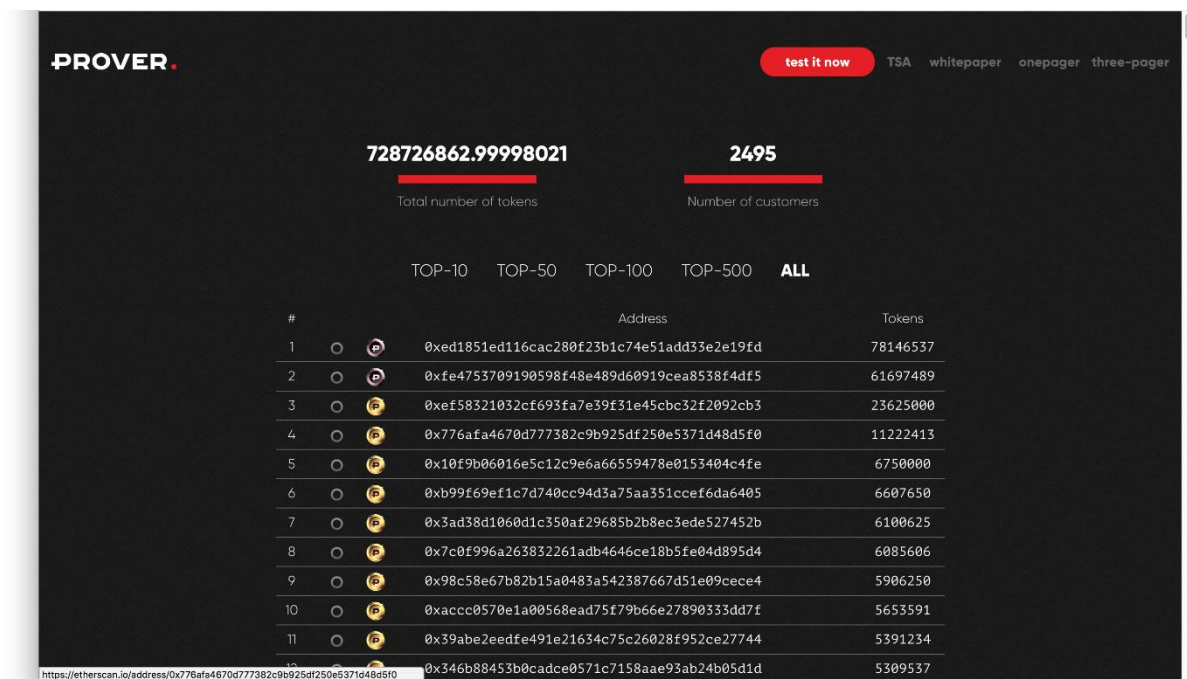 PROVER.
test it now TSA whitepaper onepager three-pager
728726862.99998021 2495
Total number of tokens Number of customers
TOP-10 TOP-50 TOP-100 TOP-500 ALL
# Address Tokens
1 0xed1851ed116cac280f23b1c74e51add33e2e19fd 78146537
2 0xfe4753709190598f48e489d60919cea8538f4df5 61697489
3 0xef58321032cf693fa7e39f31e45cbc32f2092cb3 23625000
4 0x776afa4670d777382c9b925df250e5371d48d5f0 11222413
5 0x10f9b06016e5c12c9e6a66559478e0153404c4fe 6750000
6 0xb99f69ef1c7d740cc94d3a75aa351ccef6da6405 6607650
7 0x3ad38d1060d1c350af29685b2b8ec3ede527452b 6100625
8 0x7c0f996a263832261adb4646ce18b5fe04d895d4 6085606
9 0x98c58e67b82b15a0483a542387667d51e09cece4 5906250
10 0xaccc0570e1a00568ead75f79b66e27890333dd7f 5653591
11 0x39abe2eedfe491e21634c75c26028f952ce27744 5391234
12 0x346b88453b0cadce0571c7158aae93ab24b05d1d 5309537
https://etherscan.io/address/0x776afa4670d777382c9b925df250e5371d48d5f0